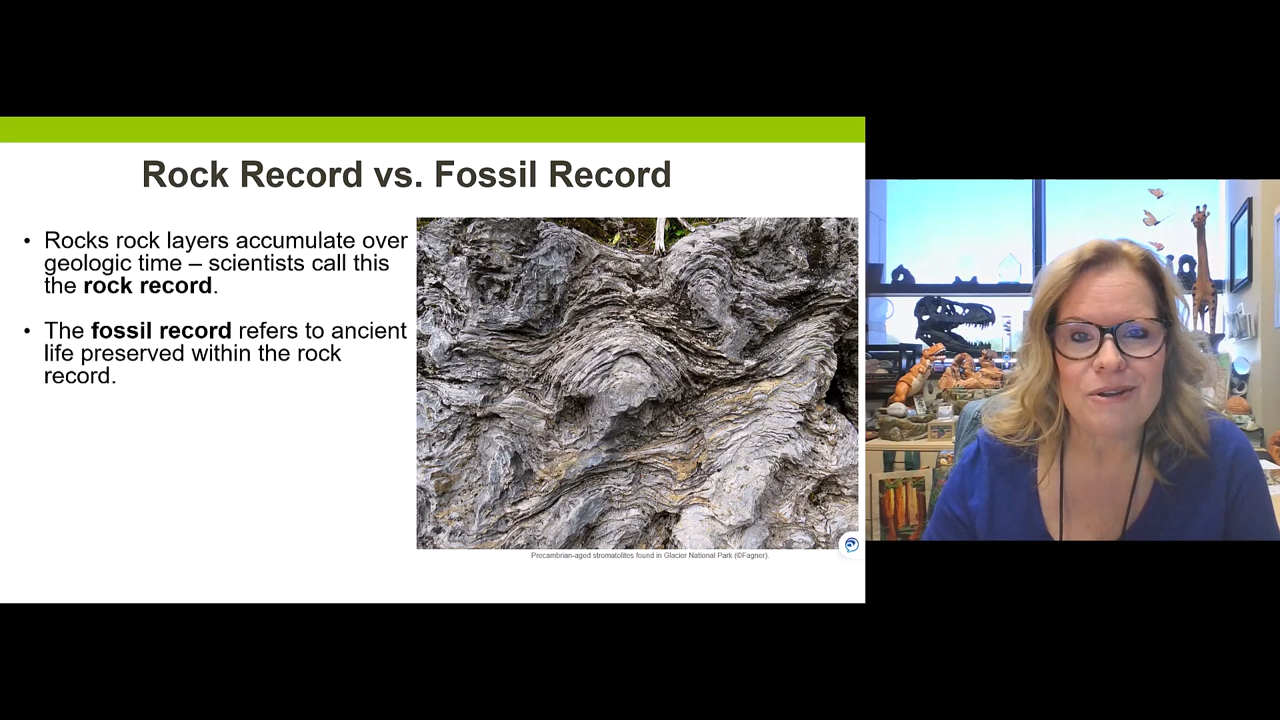 Rock Record vs. Fossil Record
• Rocks rock layers accumulate over
geologic time – scientists call this
the rock record.
• The fossil record refers to ancient
life preserved within the rock
record.
Precambrian-aged stromatolites found in Glacier National Park (©Fagnor).